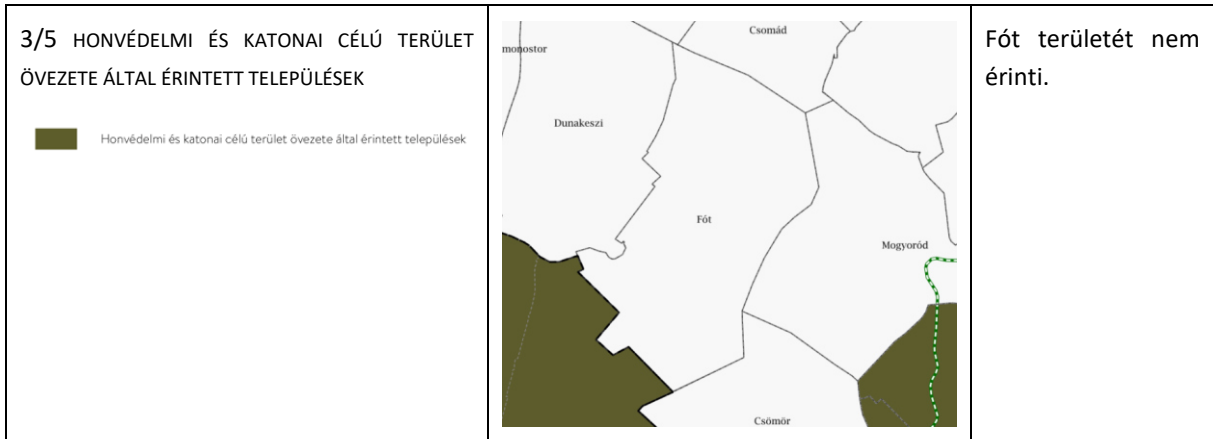 3/5 HONVÉDELMI ÉS KATONAI CÉLÚ TERÜLET
ÖVEZETE ÁLTAL ÉRINTETT TELEPÜLÉSEK
Honvédelmi és katonai célú terület övezete által érintett települések
Csomád
monostor
Dunakeszi
Fót
Mogyoród
Csömör
Fót területét nem
érinti.